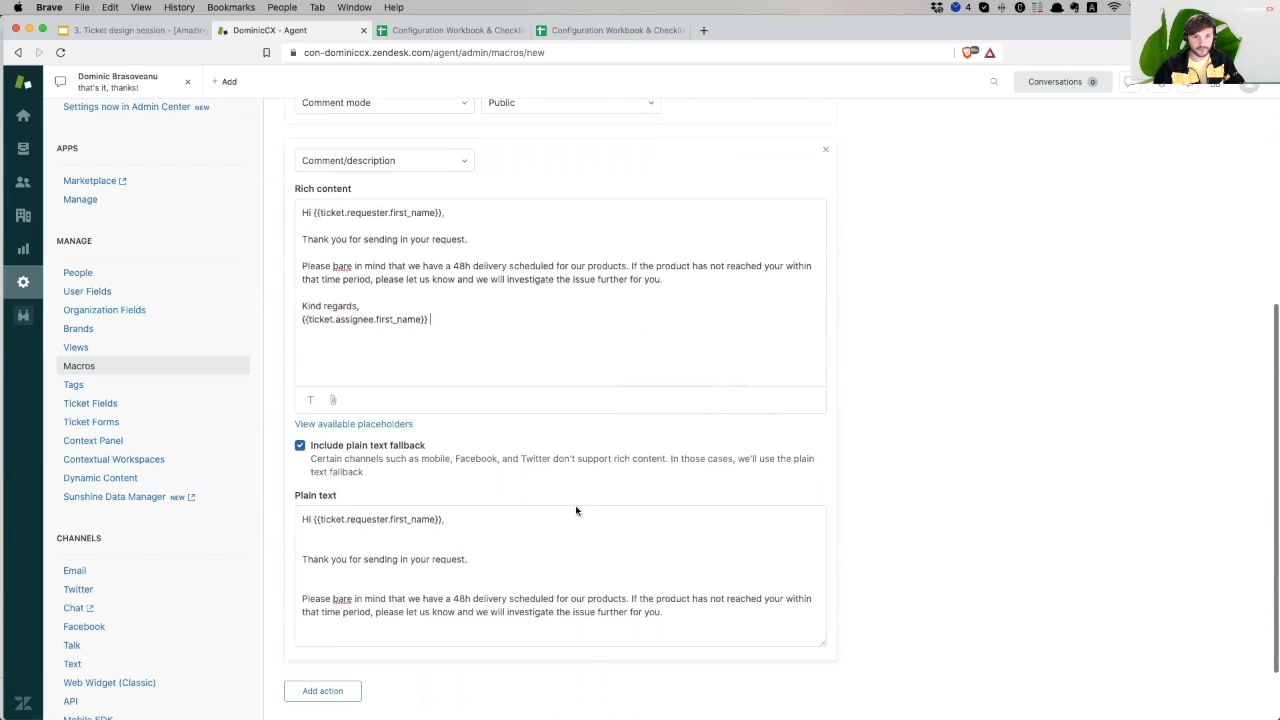 Brave File Edit View History Bookmarks People Tab Window Help
4
A
DominicCX
3. Ticket design session - [Amazing
DominicCX - Agent
Configuration Workbook & Checklis
Configuration Workbook & Checklis
con-dominiccx.zendesk.com/agent/admin/macros/new
Dominic Brasoveanu
that's it, thanks!
Add
Conversations 0
Settings now in Admin Center NEW
APPS
Marketplace
Manage
MANAGE
People
User Fields
Organization Fields
Brands
Views
Macros
Tags
Ticket Fields
Ticket Forms
Context Panel
Contextual Workspaces
Dynamic Content
Sunshine Data Manager NEW
CHANNELS
Email
Twitter
Chat
Facebook
Talk
Text
Web Widget (Classic)
API
Mobile SDK
Comment mode
Public
Comment/description
Rich content
Hi {{ticket.requester.first_name}},
Thank you for sending in your request.
Please bare in mind that we have a 48h delivery scheduled for our products. If the product has not reached your within
that time period, please let us know and we will investigate the issue further for you.
Kind regards,
{{ticket.assignee.first_name}}
T
View available placeholders
Include plain text fallback
Certain channels such as mobile, Facebook, and Twitter don't support rich content. In those cases, we'll use the plain
text fallback
Plain text
Hi {{ticket.requester.first_name}},
Thank you for sending in your request.
Please bare in mind that we have a 48h delivery scheduled for our products. If the product has not reached your within
that time period, please let us know and we will investigate the issue further for you.
Add action